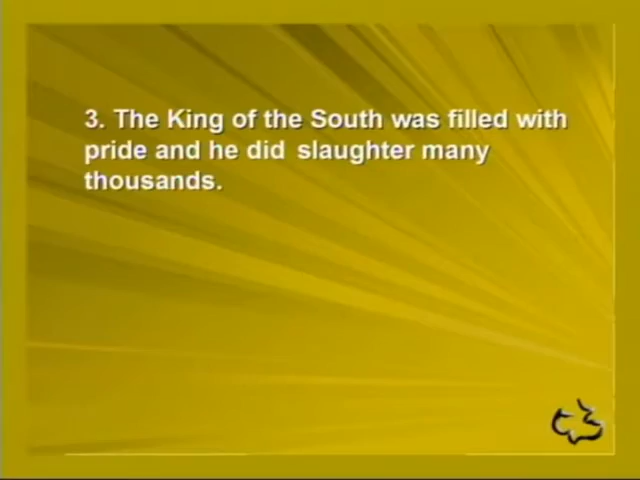 3. The King of the South was filled with
pride and he did slaughter many
thousands.